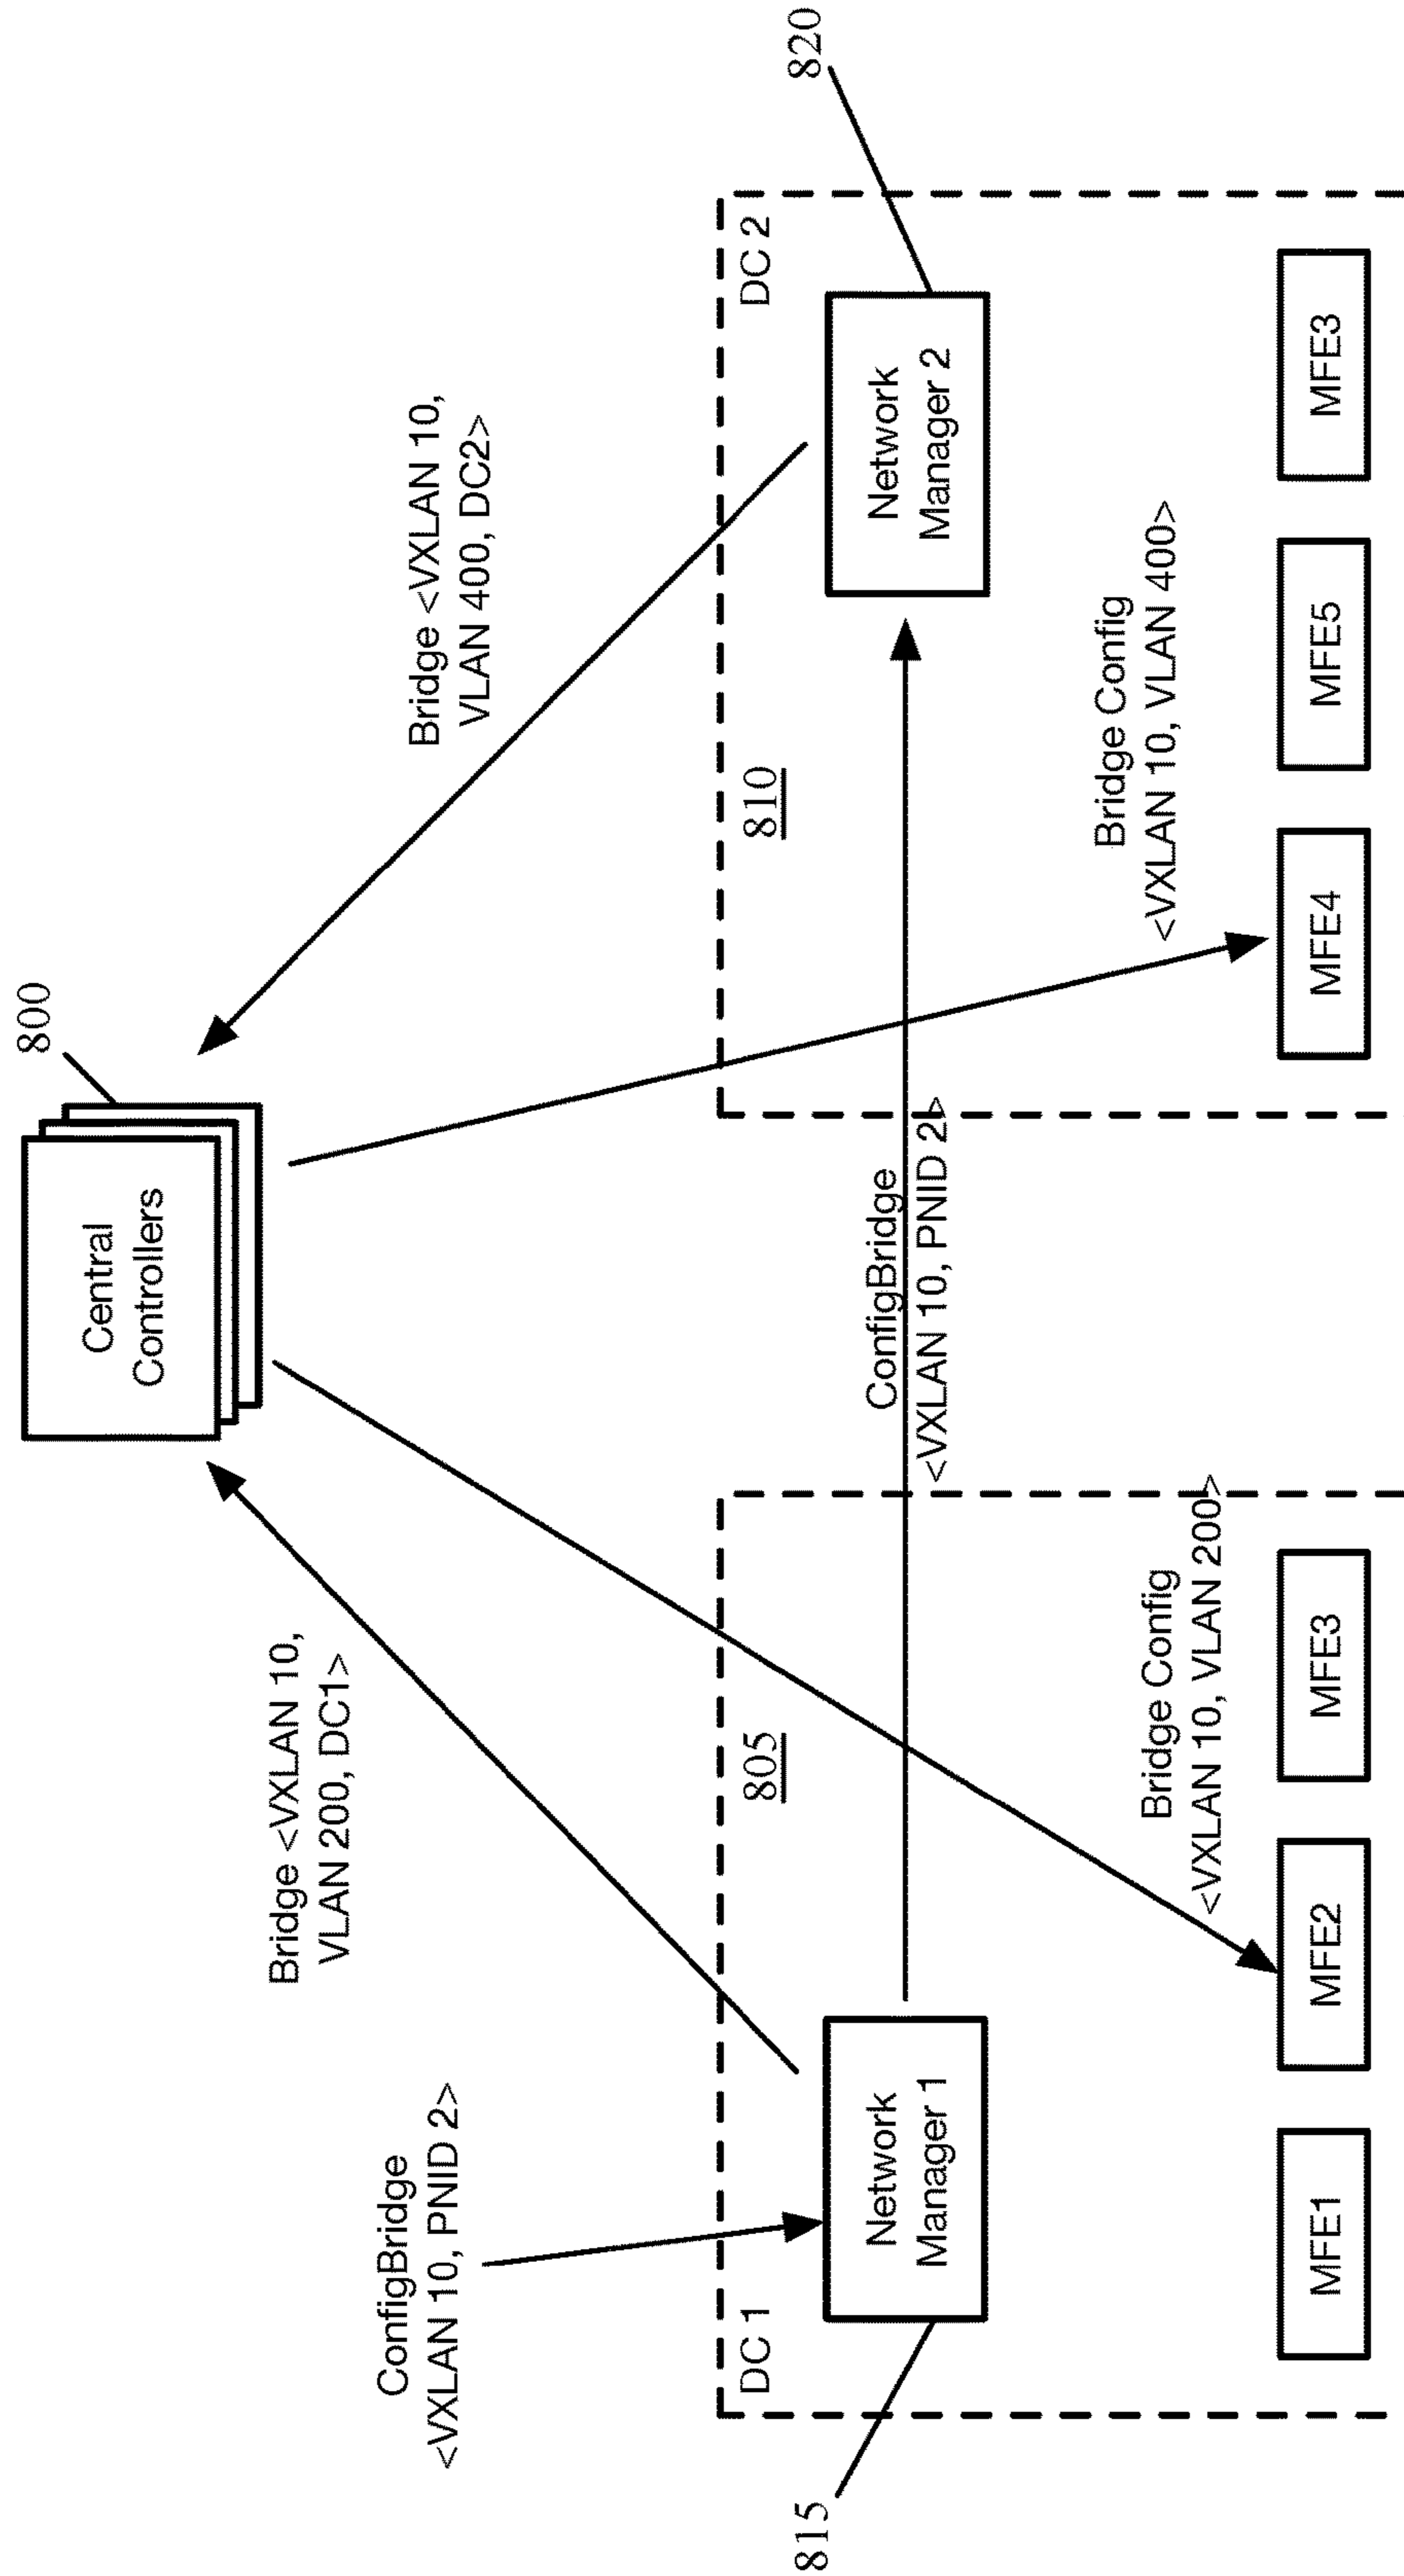 800
Central
Controllers
Bridge <VXLAN 10,
VLAN 200, DC1>
Bridge <VXLAN 10,
VLAN 400, DC2>
ConfigBridge
<VXLAN 10, PNID 2>
DC 1
805
815
Network
Manager 1
ConfigBridge
<VXLAN 10, PNID 2>
810
DC 2
820
Network
Manager 2
Bridge Config
<VXLAN 10, VLAN 200>
Bridge Config
<VXLAN 10, VLAN 400>
MFE1
MFE2
MFE3
MFE4
MFE5
MFE3